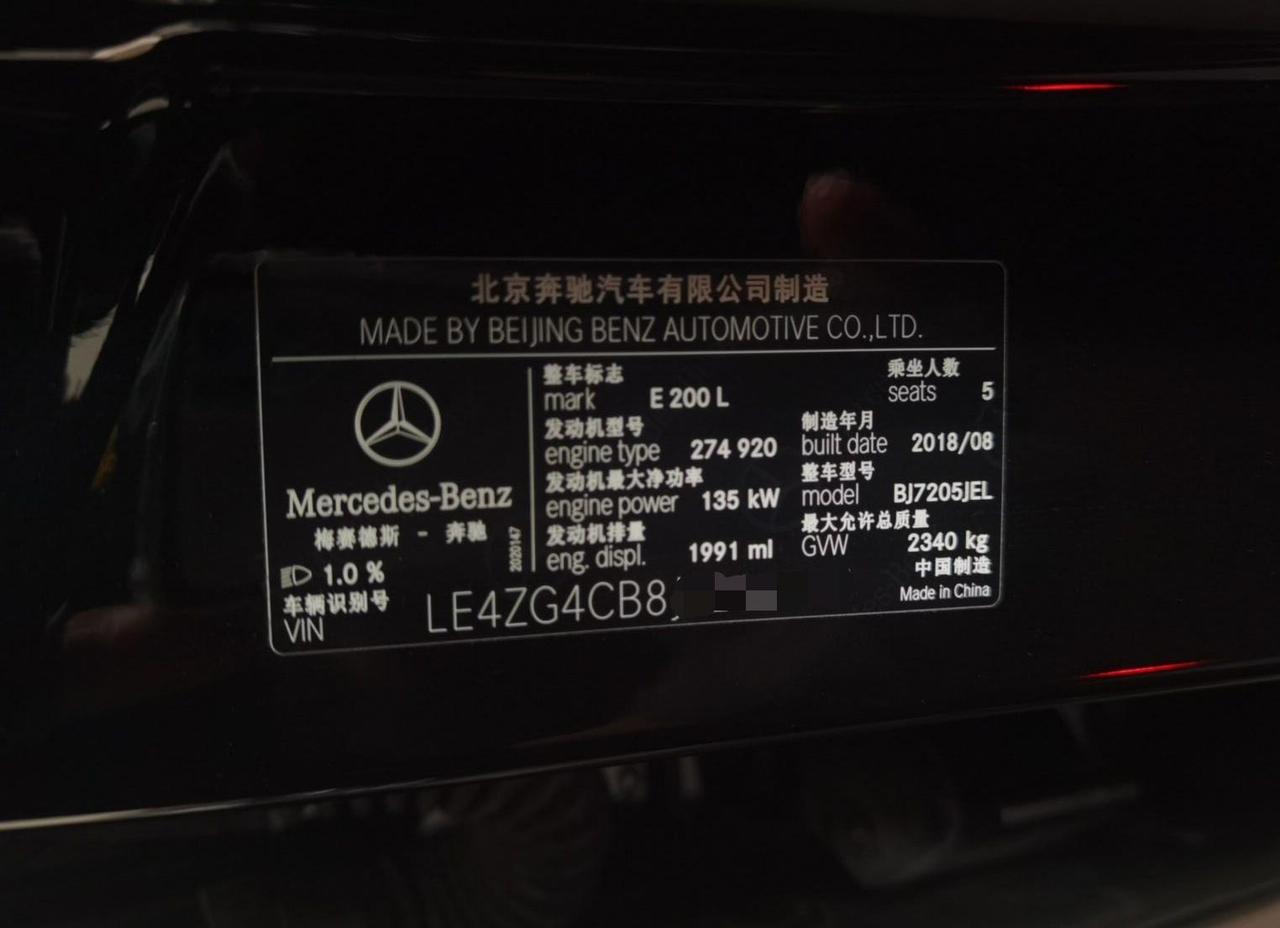 北京奔驰汽车有限公司制造
MADE BY BEIJING BENZ AUTOMOTIVE CO.,LTD.
Mercedes-Benz
梅赛德斯 - 奔驰
1.0 %
2020147
整车标志
mark E 200 L
乘坐人数
seats 5
发动机型号
engine type 274 920
制造年月
built date 2018/08
发动机最大净功率
engine power 135 kW
整车型号
model BJ7205JEL
发动机排量
eng. displ. 1991 ml
最大允许总质量
GVW 2340 kg
中国制造
Made in China
车辆识别号
VIN LE4ZG4CB8